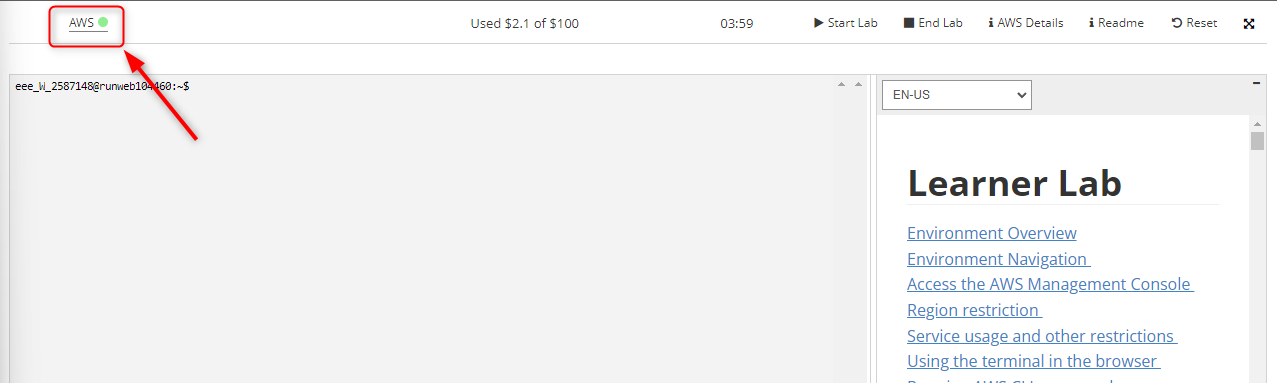 AWS Used $2.1 of $100 03:59 Start Lab End Lab AWS Details Readme Reset
eee_W_2587148@runweb104460:~$
EN-US
Learner Lab
Environment Overview
Environment Navigation
Access the AWS Management Console
Region restriction
Service usage and other restrictions
Using the terminal in the browser